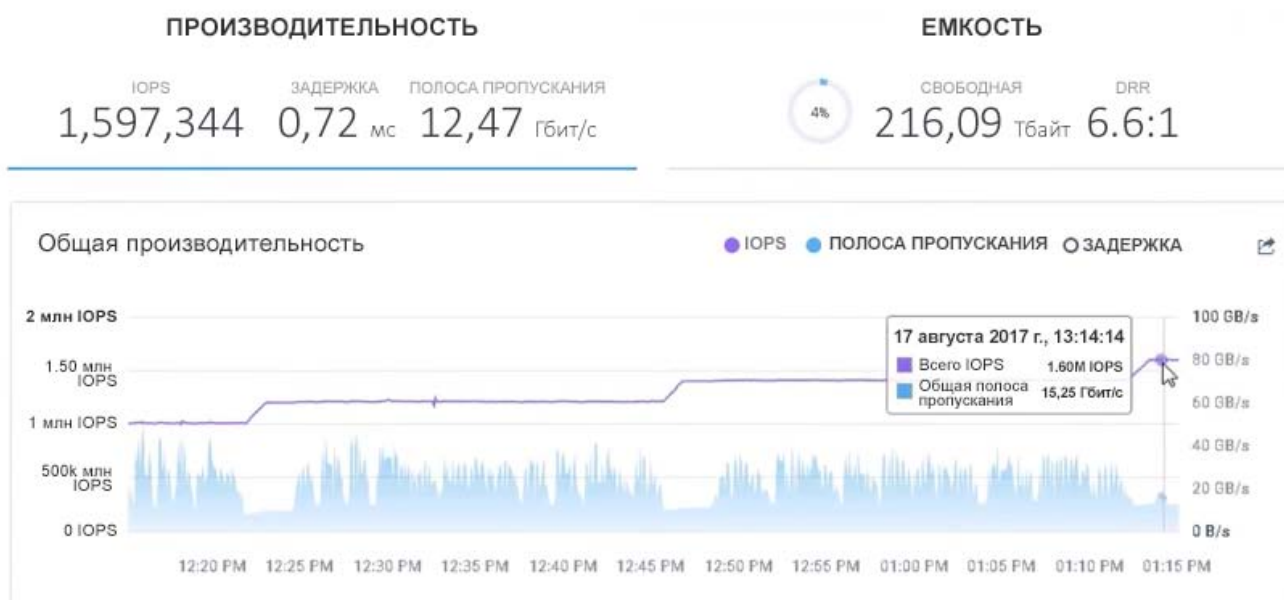 ПРОИЗВОДИТЕЛЬНОСТЬ
ЕМКОСТЬ
IOPS
ЗАДЕРЖКА
ПОЛОСА ПРОПУСКАНИЯ
1,597,344
0,72 мс
12,47 Гбит/с
4%
СВОБОДНАЯ
DRR
216,09 Тбайт
6.6:1
Общая производительность
IOPS
ПОЛОСА ПРОПУСКАНИЯ
ЗАДЕРЖКА
2 млн IOPS
1.50 млн
IOPS
1 млн IOPS
500k млн
IOPS
0 IOPS
17 августа 2017 г., 13:14:14
Всего IOPS 1.60M IOPS
Общая полоса
пропускания 15,25 Гбит/с
100 GB/s
80 GB/s
60 GB/s
40 GB/s
20 GB/s
0 B/s
12:20 PM 12:25 PM 12:30 PM 12:35 PM 12:40 PM 12:45 PM 12:50 PM 12:55 PM 01:00 PM 01:05 PM 01:10 PM 01:15 PM